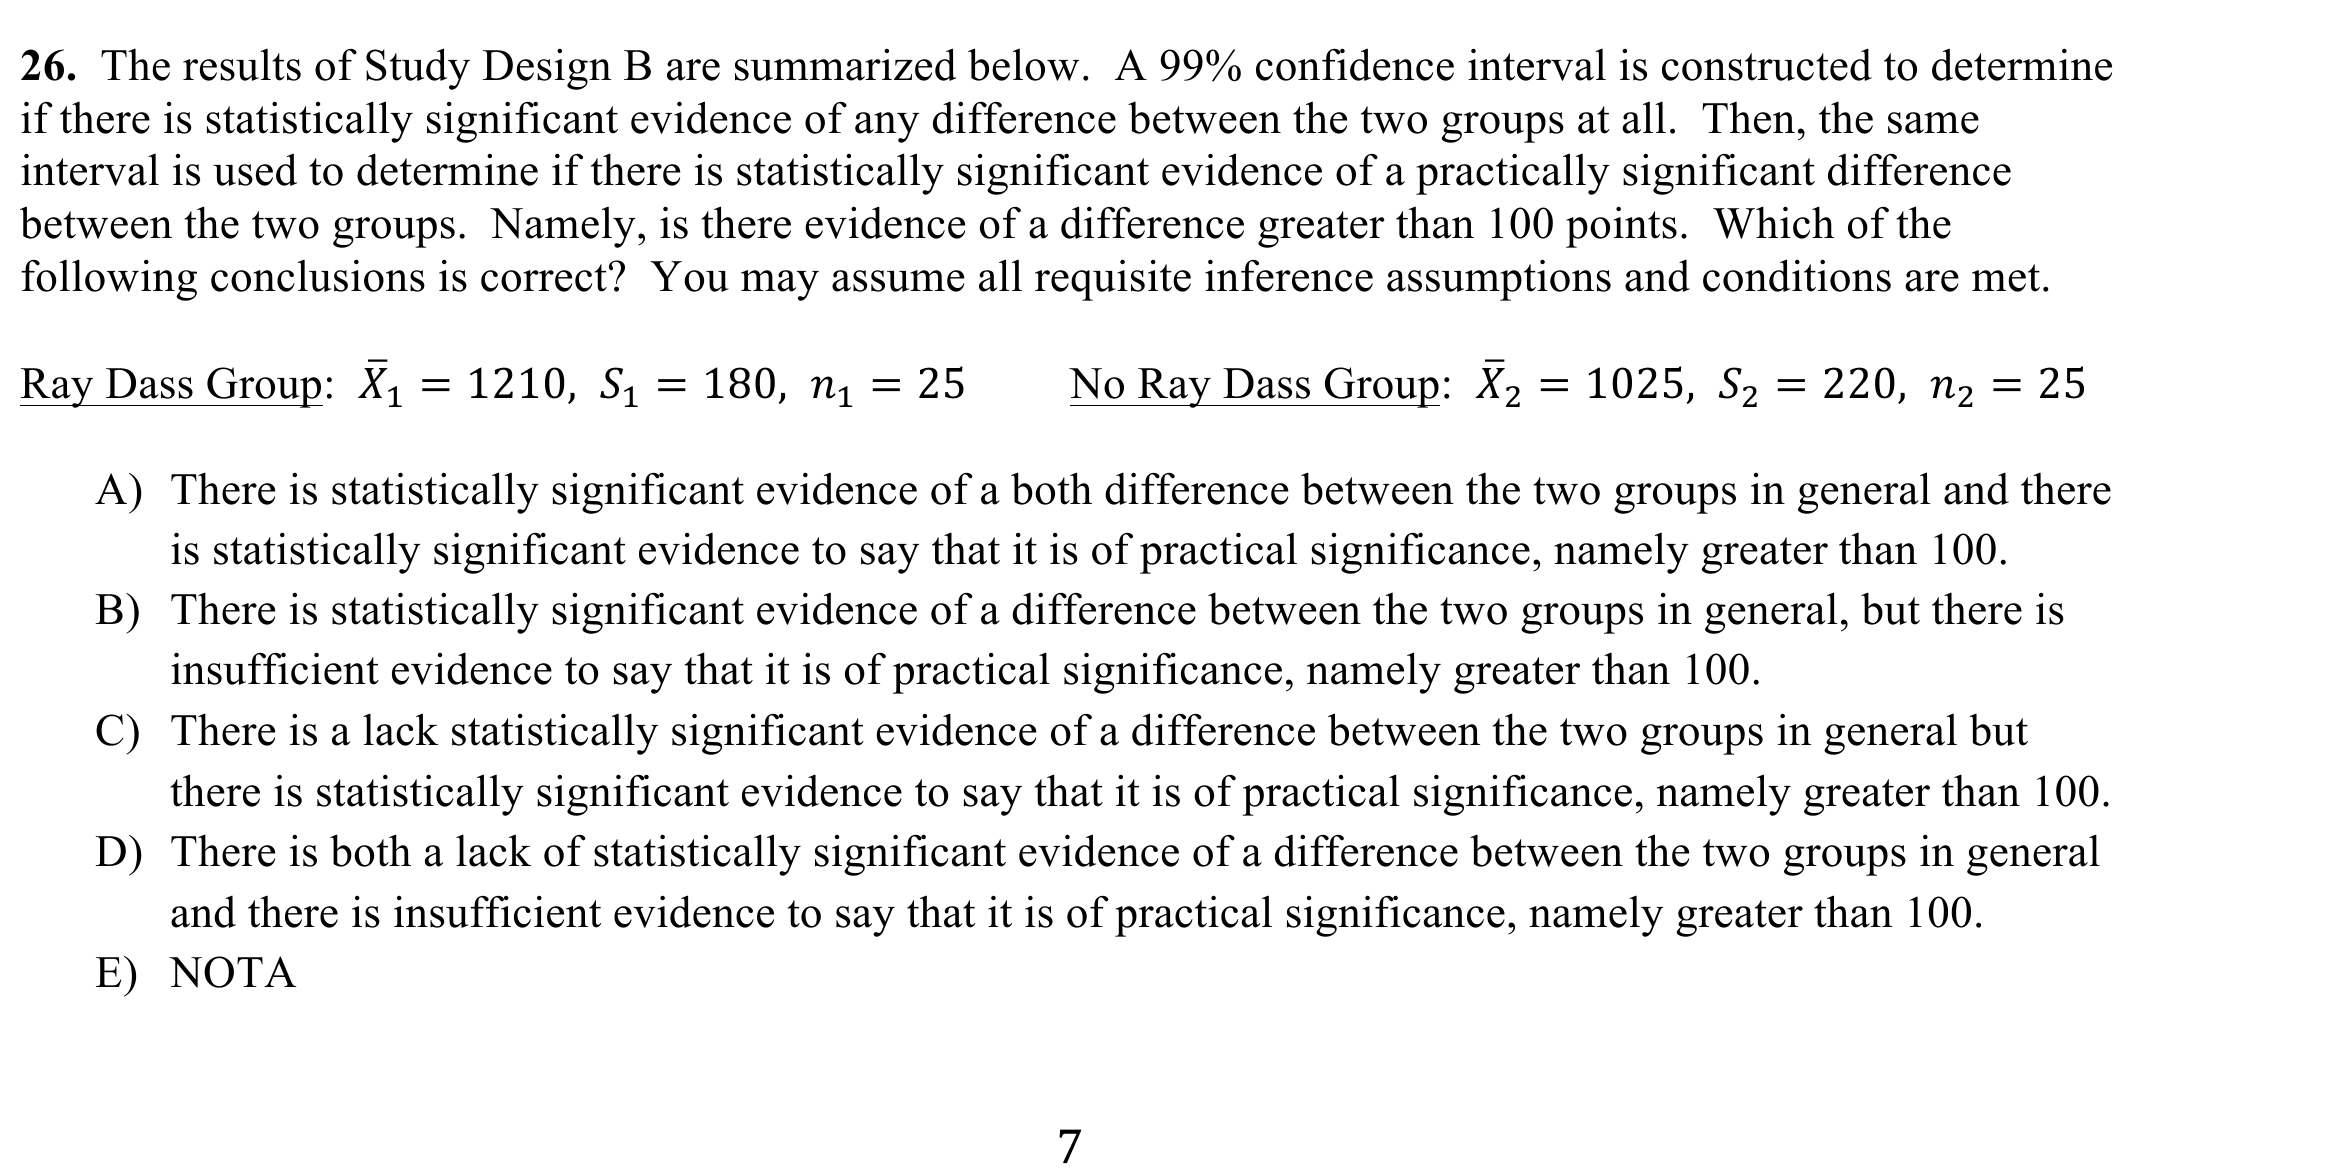 26. The results of Study Design B are summarized below. A 99% confidence interval is constructed to determine
if there is statistically significant evidence of any difference between the two groups at all. Then, the same
interval is used to determine if there is statistically significant evidence of a practically significant difference
between the two groups. Namely, is there evidence of a difference greater than 100 points. Which of the
following conclusions is correct? You may assume all requisite inference assumptions and conditions are met.
Ray Dass Group: X̅₁ = 1210, S₁ = 180, n₁ = 25 No Ray Dass Group: X̅₂ = 1025, S₂ = 220, n₂ = 25
A) There is statistically significant evidence of a both difference between the two groups in general and there
is statistically significant evidence to say that it is of practical significance, namely greater than 100.
B) There is statistically significant evidence of a difference between the two groups in general, but there is
insufficient evidence to say that it is of practical significance, namely greater than 100.
C) There is a lack statistically significant evidence of a difference between the two groups in general but
there is statistically significant evidence to say that it is of practical significance, namely greater than 100.
D) There is both a lack of statistically significant evidence of a difference between the two groups in general
and there is insufficient evidence to say that it is of practical significance, namely greater than 100.
E) NOTA
7